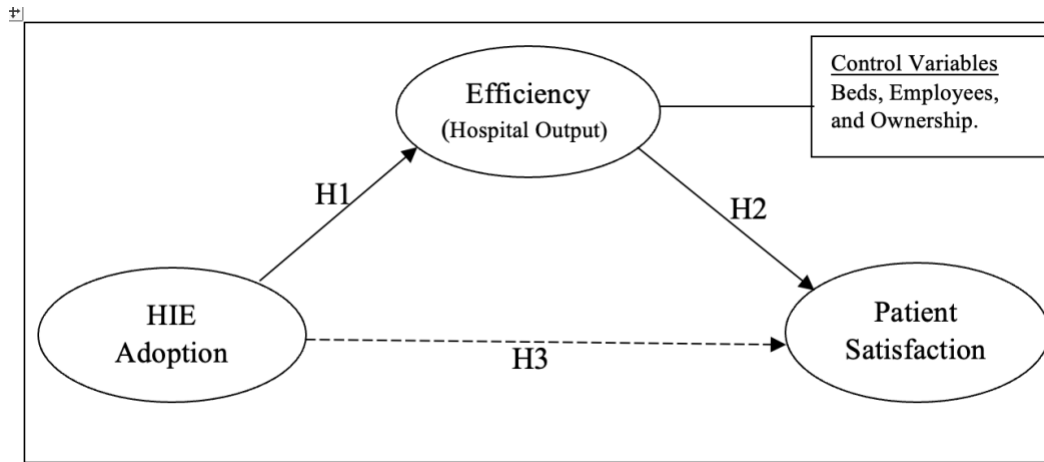 Control Variables
Beds, Employees,
and Ownership.
Efficiency
(Hospital Output)
H1
H2
HIE
Adoption
H3
Patient
Satisfaction